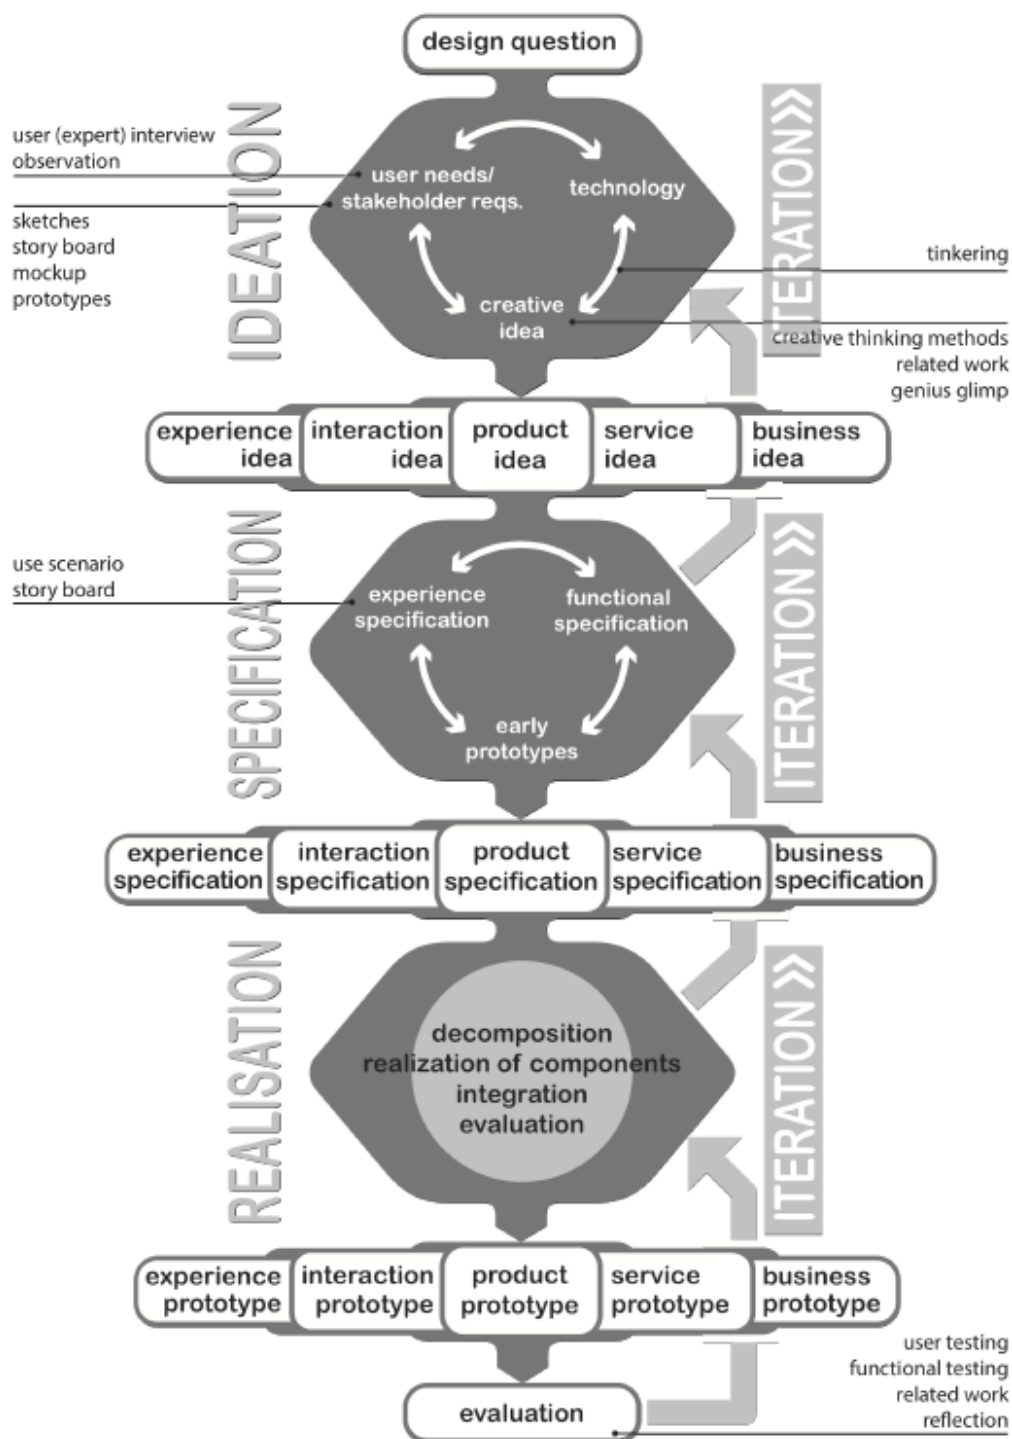 design question
IDEATION
ITERATION >>
user (expert) interview
observation
user needs/
stakeholder reqs.
technology
sketches
story board
mockup
prototypes
tinkering
creative
idea
creative thinking methods
related work
genius glimp
experience
idea
interaction
idea
product
idea
service
idea
business
idea
SPECIFICATION
ITERATION >>
use scenario
story board
experience
specification
functional
specification
early
prototypes
experience
specification
interaction
specification
product
specification
service
specification
business
specification
REALISATION
ITERATION >>
decomposition
realization of components
integration
evaluation
experience
prototype
interaction
prototype
product
prototype
service
prototype
business
prototype
evaluation
user testing
functional testing
related work
reflection